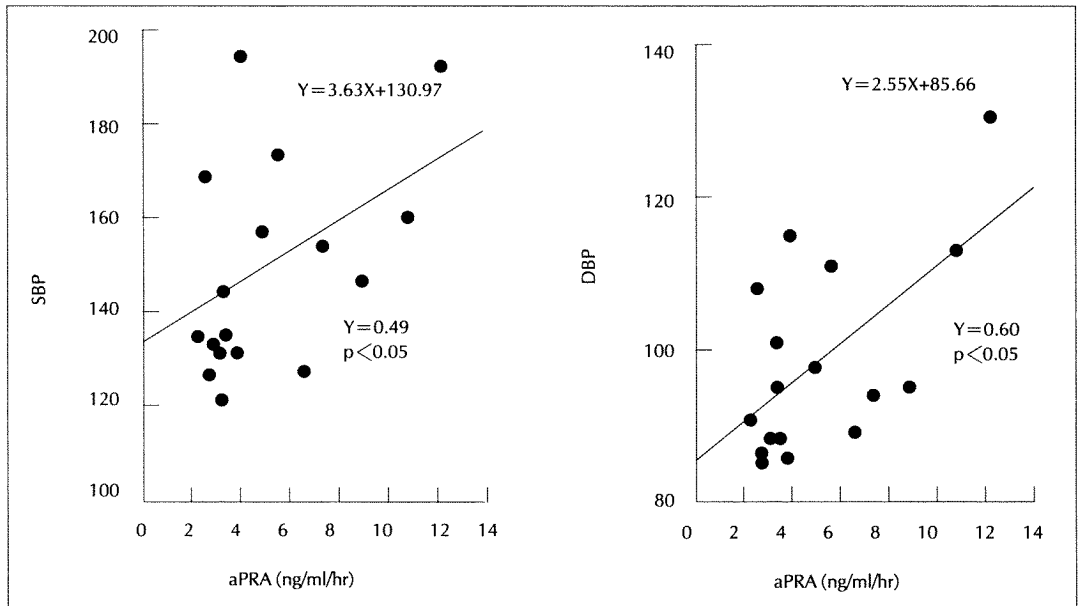 200
180
160
140
120
100
SBP
Y=3.63X+130.97
Y=0.49
p<0.05
0 2 4 6 8 10 12 14
aPRA (ng/ml/hr)
140
120
100
80
DBP
Y=2.55X+85.66
Y=0.60
p<0.05
0 2 4 6 8 10 12 14
aPRA (ng/ml/hr)